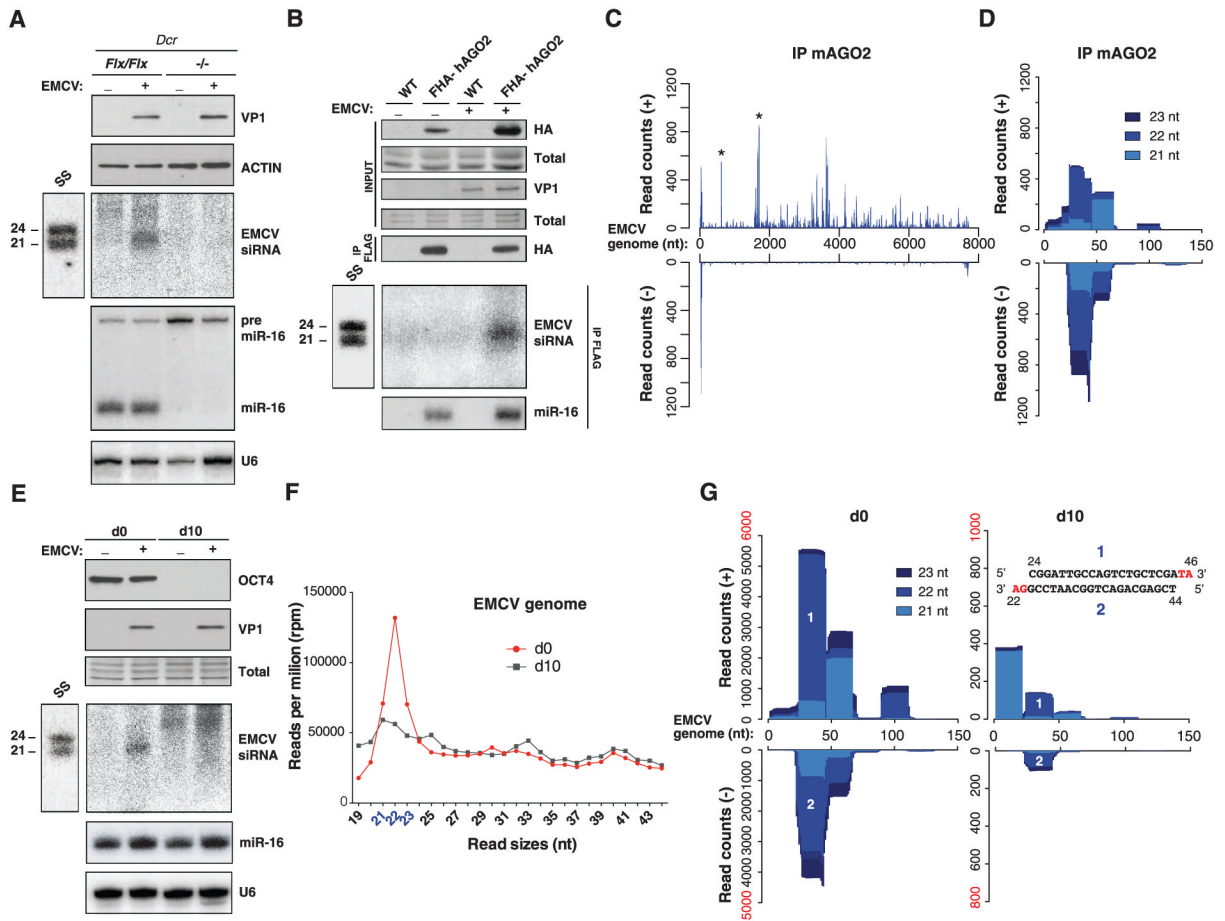 A
Dcr
Flx/Flx -/-
EMCV: – + – +
VP1
ACTIN
SS
24 –
21 –
EMCV
siRNA
pre
miR-16
miR-16
U6
B
WT FHA- hAGO2 WT FHA- hAGO2
EMCV: – – + +
INPUT
HA
Total
VP1
Total
IP
FLAG
HA
SS
24 –
21 –
EMCV
siRNA
miR-16
IP FLAG
C
IP mAGO2
Read counts (+)
1200
800
400
0
* *
EMCV
genome (nt):
0 2000 4000 6000 8000
Read counts (-)
0
400
800
1200
D
IP mAGO2
Read counts (+)
1200
800
400
0
23 nt
22 nt
21 nt
0 50 100 150
Read counts (-)
0
400
800
1200
E
d0 d10
EMCV: – + – +
OCT4
VP1
Total
SS
24 –
21 –
EMCV
siRNA
miR-16
U6
F
EMCV genome
d0
d10
Reads per milion (rpm)
150000
100000
50000
0
19 21 22 23 25 27 29 31 33 35 37 39 41 43
Read sizes (nt)
G
d0
Read counts (+)
6000
5000
4000
3000
2000
1000
0
23 nt
22 nt
21 nt
1
EMCV
genome (nt):
0 50 100 150
Read counts (-)
0
1000
2000
3000
4000
5000
2
d10
1000
800
600
400
200
0
1
24 46
5' CGGATTGCCAGTCTGCTCGATA 3'
3' AGGCCTAACGGTCAGACGAGCT 5'
22 44
2
1
0 50 100 150
0
200
400
600
800
2